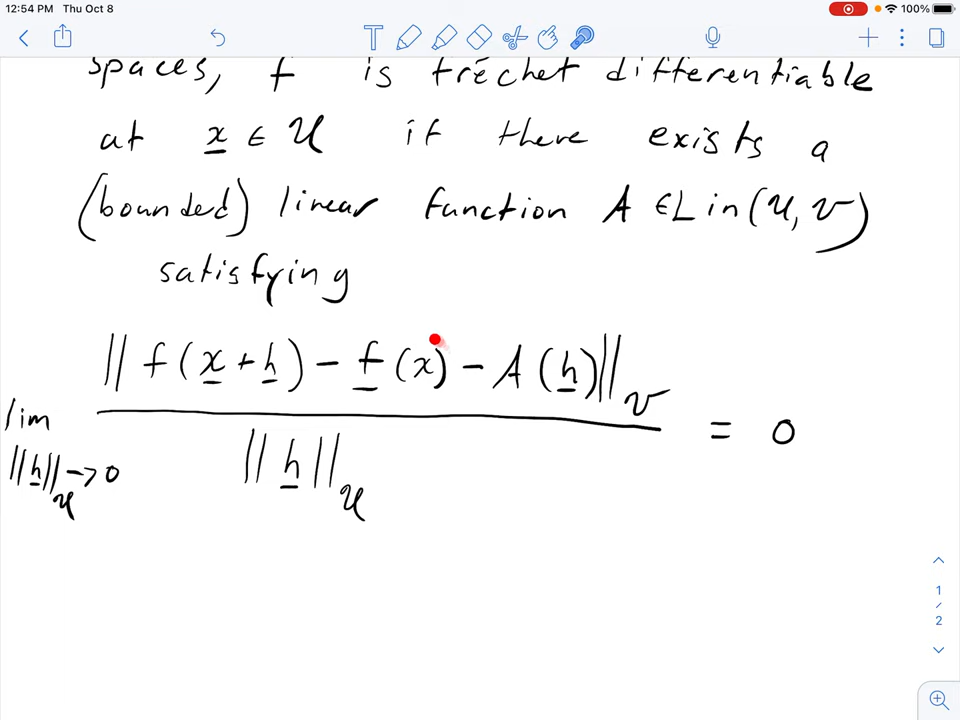 12:54 PM Thu Oct 8
100%
spaces, f is fréchet differentiable
at x ∈ U if there exists a
(bounded) linear function A ∈ Lin(U, V)
satisfying
|| f(x+h) - f(x) - A(h) ||_V
lim
||h||_U → 0
|| h ||_U
= 0
1
/
2